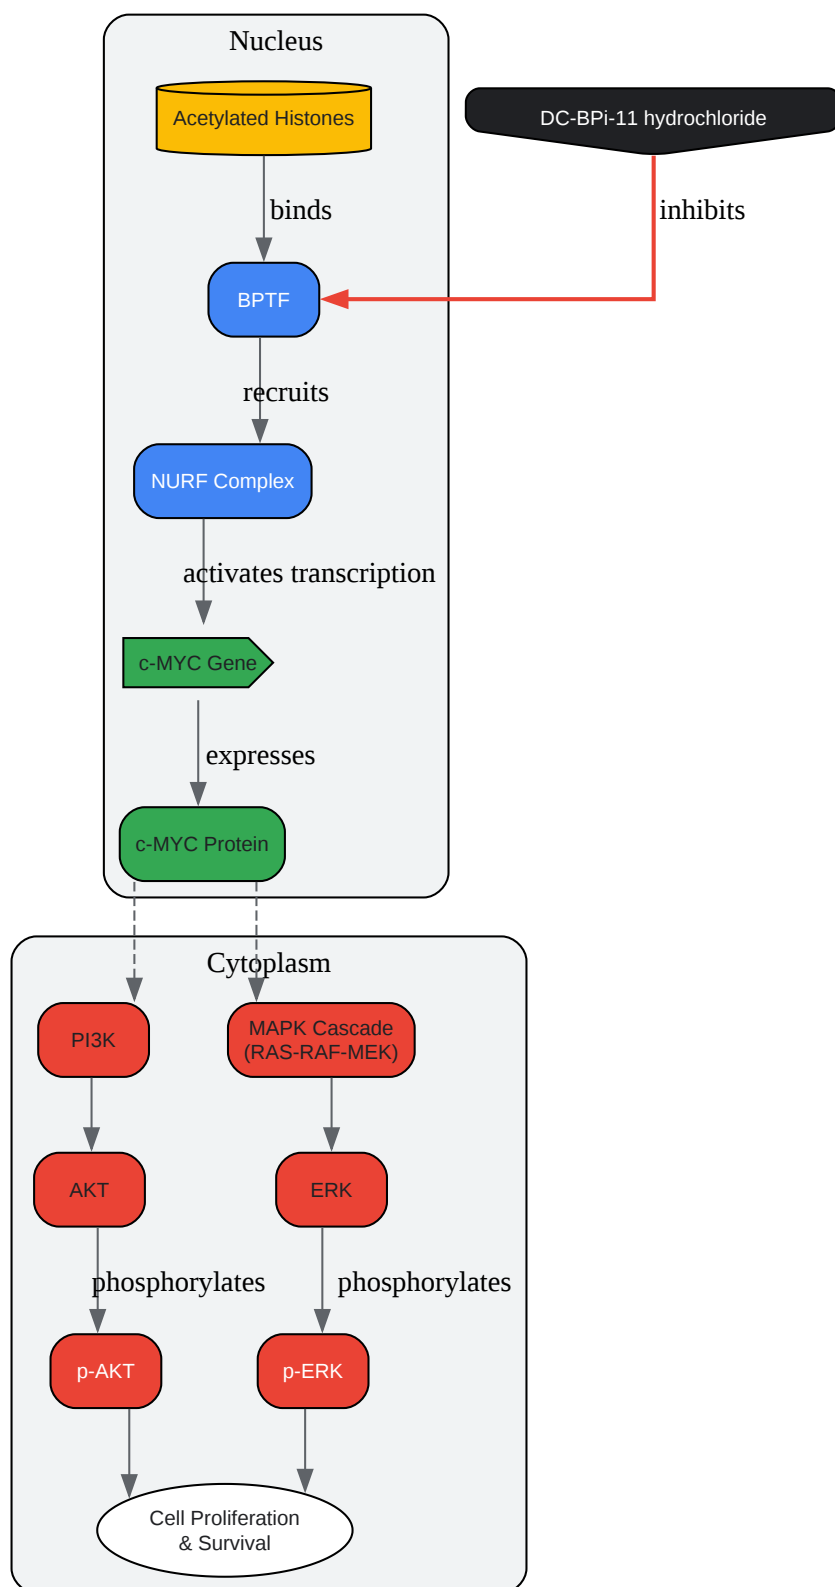 Nucleus
Acetylated Histones
DC-BPi-11 hydrochloride
binds
inhibits
BPTF
recruits
NURF Complex
activates transcription
c-MYC Gene
expresses
c-MYC Protein
Cytoplasm
PI3K
MAPK Cascade
(RAS-RAF-MEK)
AKT
ERK
phosphorylates
phosphorylates
p-AKT
p-ERK
Cell Proliferation
& Survival